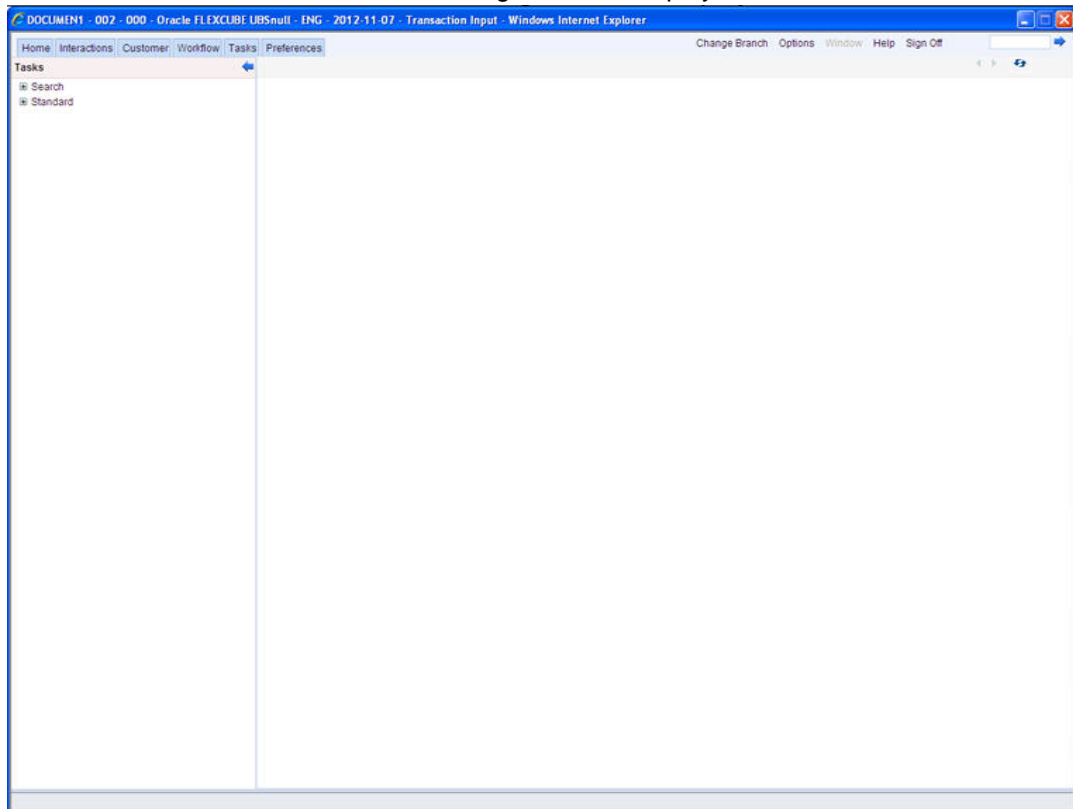 DOCUMENT1 - 002 - 000 - Oracle FLEXCUBE UBSnull - ENG - 2012-11-07 - Transaction Input - Windows Internet Explorer
Home Interactions Customer Workflow Tasks Preferences Change Branch Options Window Help Sign Off
Tasks
Search
Standard